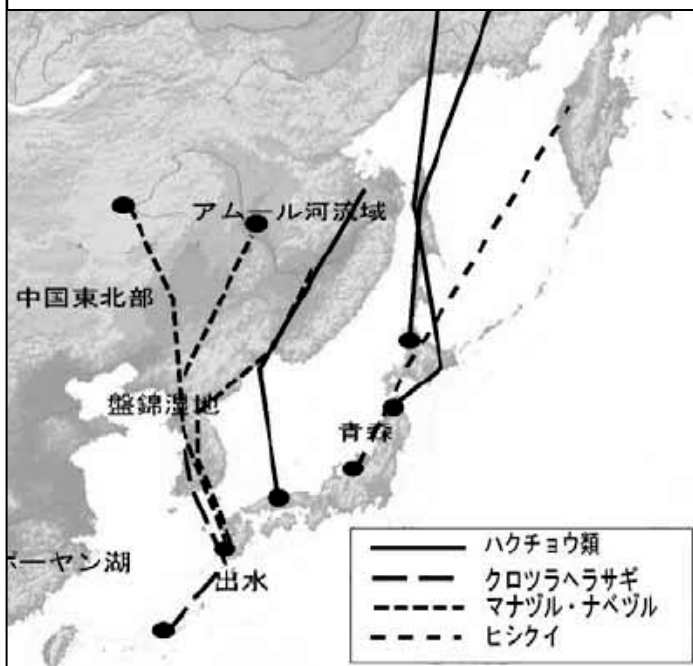 アムール河流域
中国東北部
盤錦湿地
青森
ポーヤン湖
出水
ハクチョウ類
クロツラヘラサギ
マナヅル・ナベヅル
ヒシクイ